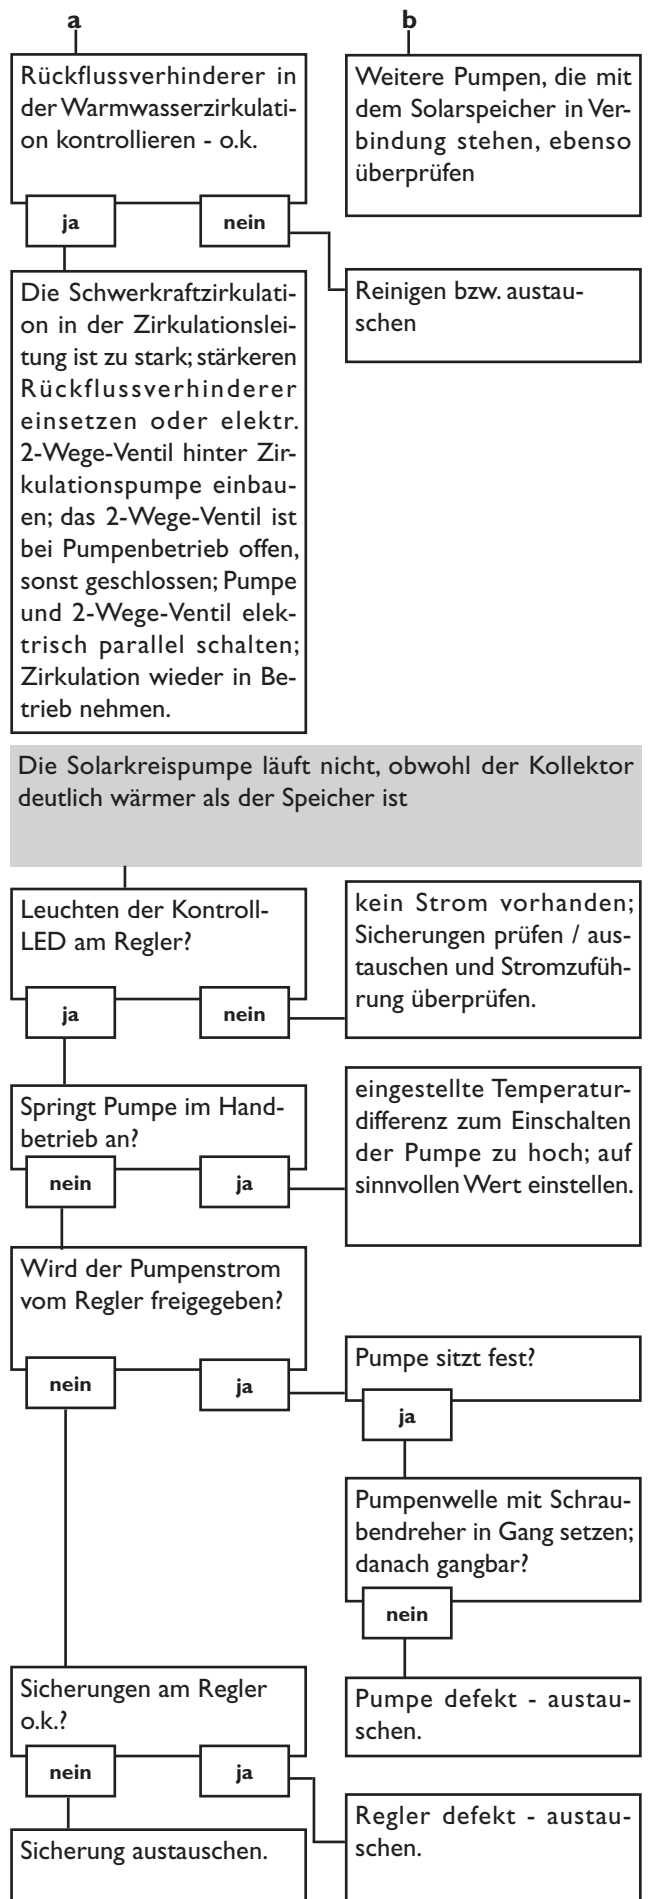 a
Rückflussverhinderer in
der Warmwasserzirkulati-
on kontrollieren - o.k.
ja
nein
Die Schwerkraftzirkulati-
on in der Zirkulationslei-
tung ist zu stark; stärkeren
Rückflussverhinderer
einsetzen oder elektr.
2-Wege-Ventil hinter Zir-
kulationspumpe einbau-
en; das 2-Wege-Ventil ist
bei Pumpenbetrieb offen,
sonst geschlossen; Pumpe
und 2-Wege-Ventil elek-
trisch parallel schalten;
Zirkulation wieder in Be-
trieb nehmen.
b
Weitere Pumpen, die mit
dem Solarspeicher in Ver-
bindung stehen, ebenso
überprüfen
Reinigen bzw. austau-
schen
Die Solarkreispumpe läuft nicht, obwohl der Kollektor
deutlich wärmer als der Speicher ist
Leuchten der Kontroll-
LED am Regler?
ja
nein
kein Strom vorhanden;
Sicherungen prüfen / aus-
tauschen und Stromzufüh-
rung überprüfen.
Springt Pumpe im Hand-
betrieb an?
nein
ja
eingestellte Temperatur-
differenz zum Einschalten
der Pumpe zu hoch; auf
sinnvollen Wert einstellen.
Wird der Pumpenstrom
vom Regler freigegeben?
nein
ja
Pumpe sitzt fest?
ja
Pumpenwelle mit Schrau-
bendreher in Gang setzen;
danach gangbar?
nein
Pumpe defekt - austau-
schen.
Sicherungen am Regler
o.k.?
nein
ja
Sicherung austauschen.
Regler defekt - austau-
schen.